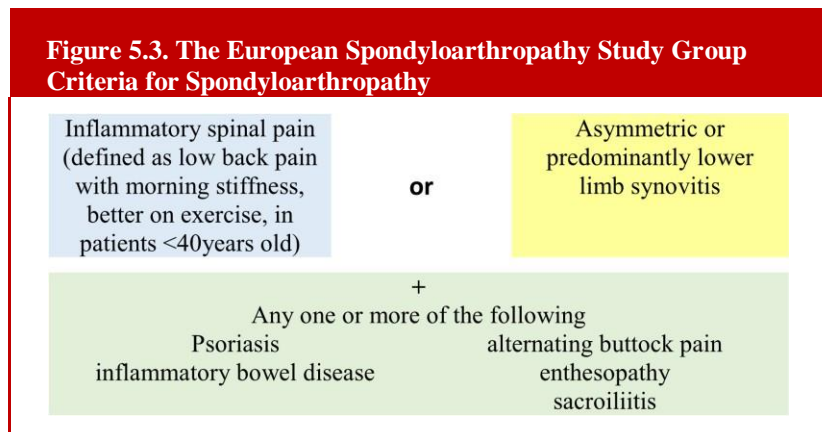 Figure 5.3. The European Spondyloarthropathy Study Group
Criteria for Spondyloarthropathy
Inflammatory spinal pain
(defined as low back pain
with morning stiffness,
better on exercise, in
patients <40years old)
or
Asymmetric or
predominantly lower
limb synovitis
+
Any one or more of the following
Psoriasis
inflammatory bowel disease
alternating buttock pain
enthesopathy
sacroiliitis